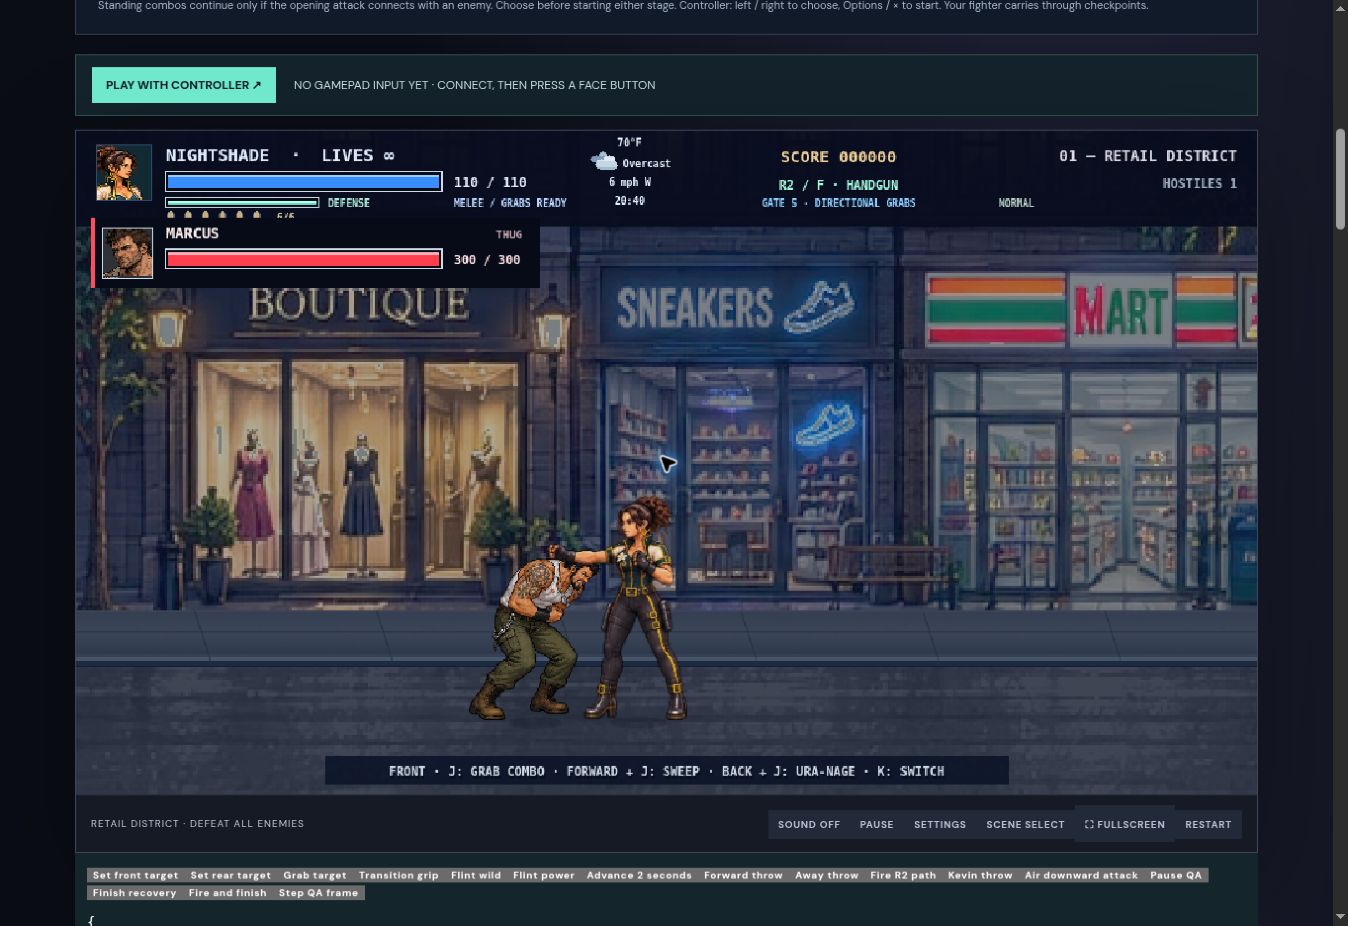 Standing combos continue only if the opening attack connects with an enemy. Choose before starting either stage. Controller: left / right to choose, Options / × to start. Your fighter carries through checkpoints.
PLAY WITH CONTROLLER ↗ NO GAMEPAD INPUT YET · CONNECT, THEN PRESS A FACE BUTTON
NIGHTSHADE · LIVES ∞
110 / 110
DEFENSE MELEE / GRABS READY
6/6
70°F
Overcast
6 mph W
20:40
SCORE 000000
R2 / F · HANDGUN
GATE 5 · DIRECTIONAL GRABS
NORMAL
01 — RETAIL DISTRICT
HOSTILES 1
MARCUS THUG
300 / 300
BOUTIQUE
SNEAKERS
MART
FRONT · J: GRAB COMBO · FORWARD + J: SWEEP · BACK + J: URA-NAGE · K: SWITCH
RETAIL DISTRICT · DEFEAT ALL ENEMIES
SOUND OFF PAUSE SETTINGS SCENE SELECT ⛶ FULLSCREEN RESTART
Set front target Set rear target Grab target Transition grip Flint wild Flint power Advance 2 seconds Forward throw Away throw Fire R2 path Kevin throw Air downward attack Pause QA
Finish recovery Fire and finish Step QA frame
{